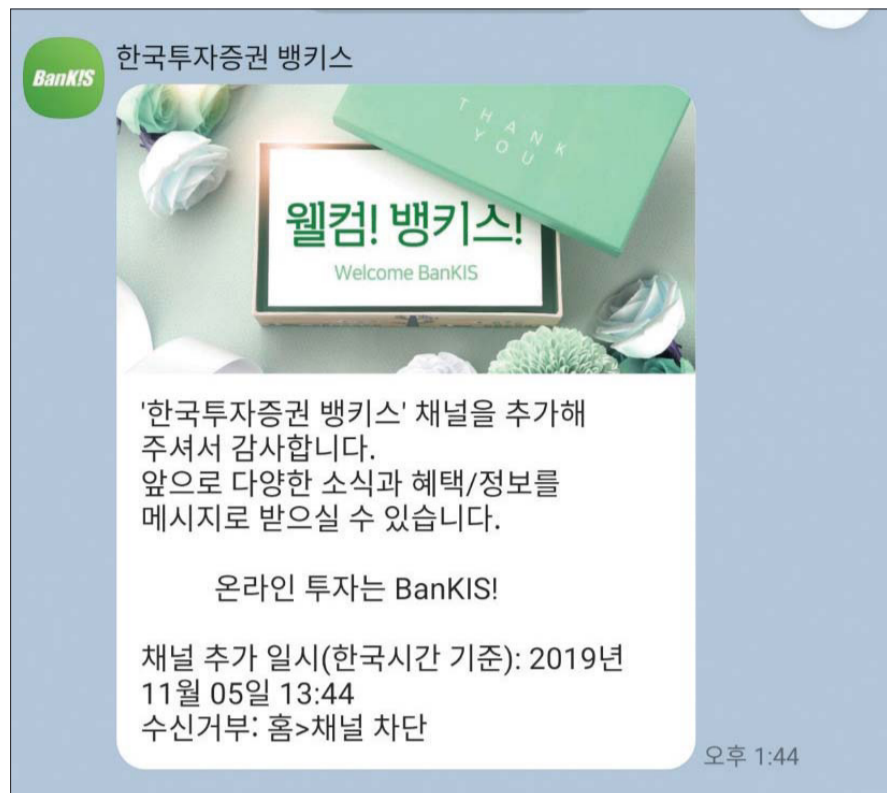 BanKIS
한국투자증권 뱅키스
THANK
YOU
웰컴! 뱅키스!
Welcome BanKIS
'한국투자증권 뱅키스' 채널을 추가해
주셔서 감사합니다.
앞으로 다양한 소식과 혜택/정보를
메시지로 받으실 수 있습니다.
온라인 투자는 BanKIS!
채널 추가 일시(한국시간 기준): 2019년
11월 05일 13:44
수신거부: 홈>채널 차단
오후 1:44